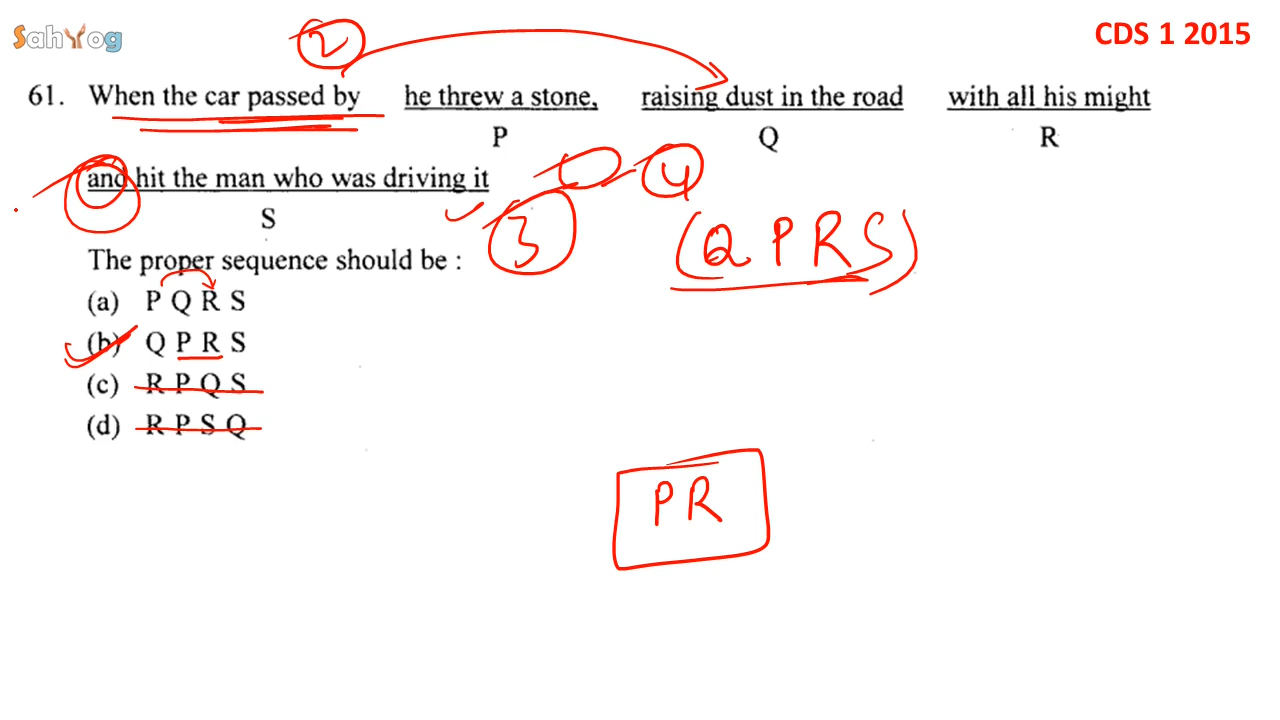 SahYog
CDS 1 2015
2
61. When the car passed by he threw a stone, raising dust in the road with all his might
P Q R
and hit the man who was driving it
S
1 4
3
(Q P R S)
The proper sequence should be :
(a) P Q R S
(b) Q P R S
(c) R P Q S
(d) R P S Q
PR